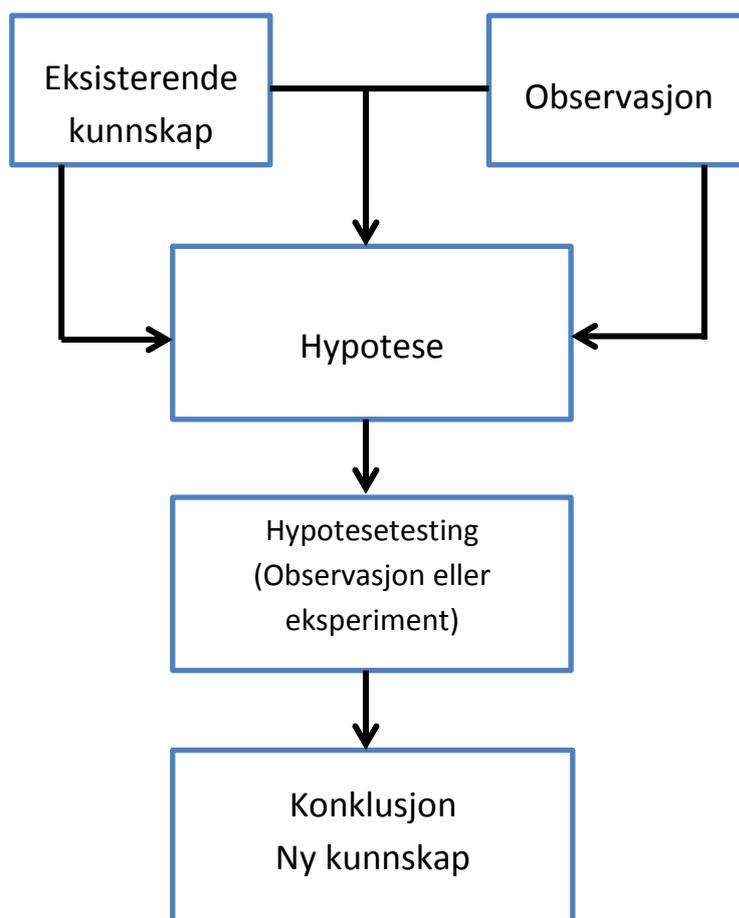 Eksisterende
kunnskap
Observasjon
Hypotese
Hypotesetesting
(Observasjon eller
eksperiment)
Konklusjon
Ny kunnskap